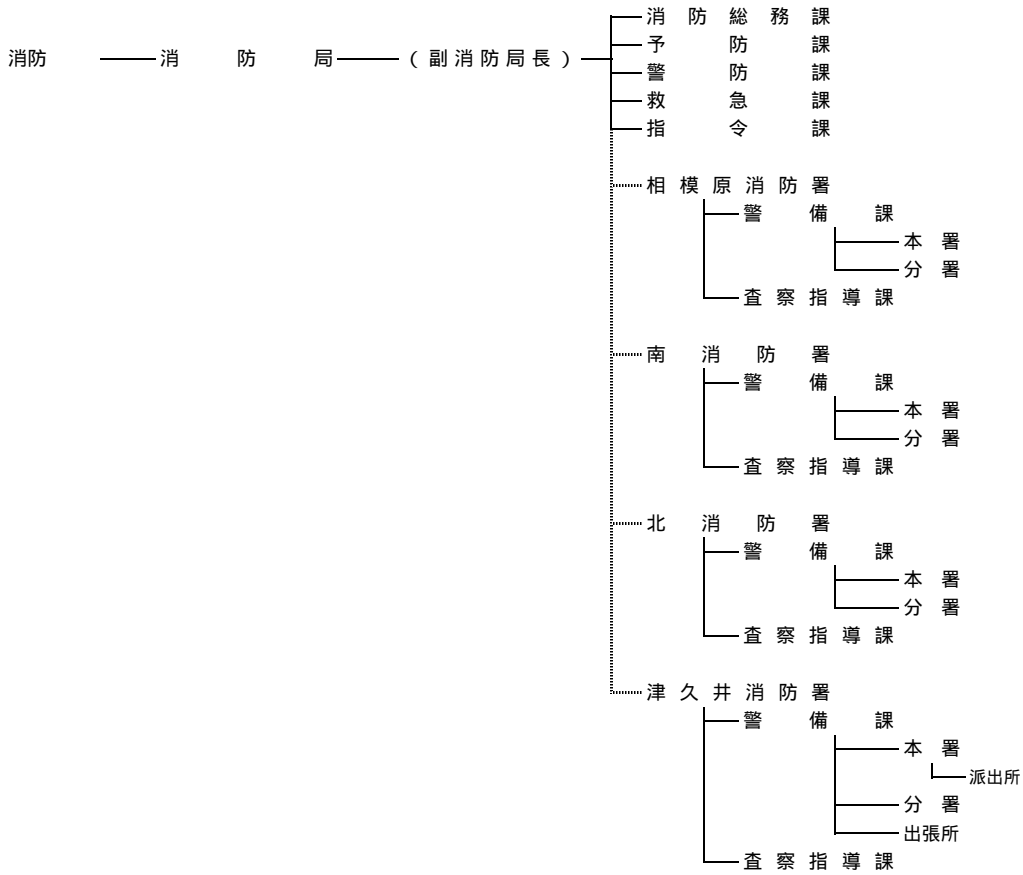 消防総務課
消防 消防局 (副消防局長) 予防課
警防課
救急課
指令課
相模原消防署
警備課
本署
分署
査察指導課
南消防署
警備課
本署
分署
査察指導課
北消防署
警備課
本署
分署
査察指導課
津久井消防署
警備課
本署
派出所
分署
出張所
査察指導課